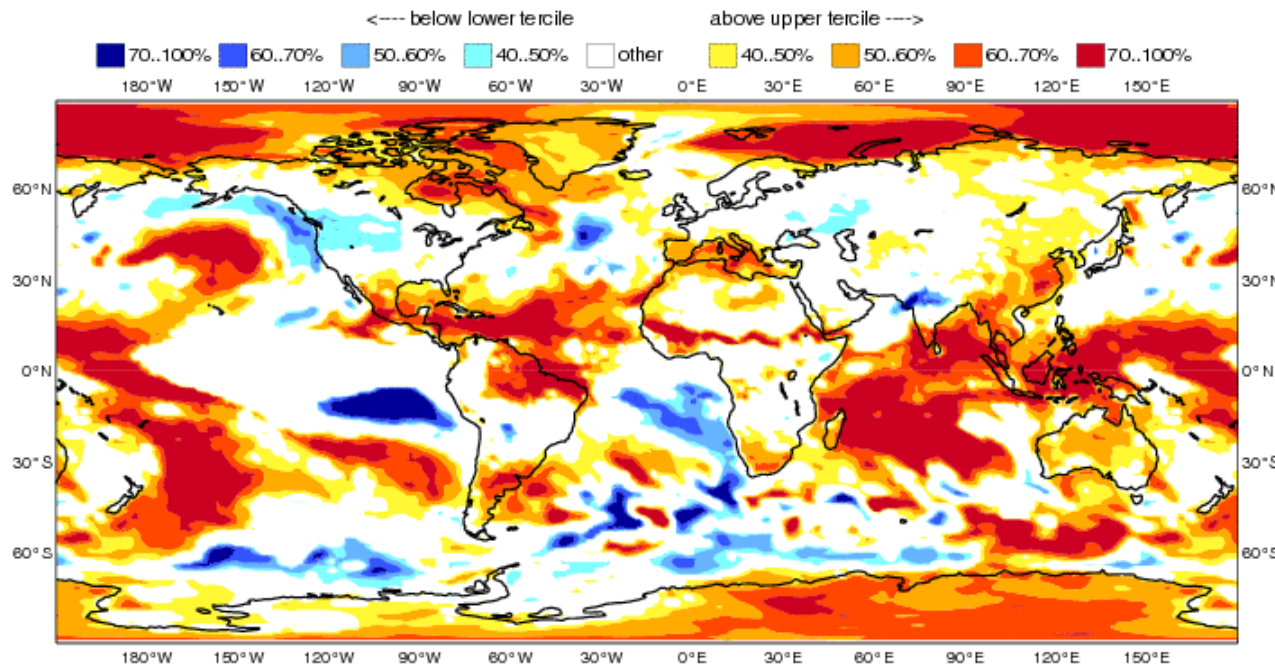 <---- below lower tercile above upper tercile ---->
70..100% 60..70% 50..60% 40..50% other 40..50% 50..60% 60..70% 70..100%
180°W 150°W 120°W 90°W 60°W 30°W 0°E 30°E 60°E 90°E 120°E 150°E
60°N 60°N
30°N 30°N
0°N 0°N
30°S 30°S
60°S 60°S
180°W 150°W 120°W 90°W 60°W 30°W 0°E 30°E 60°E 90°E 120°E 150°E